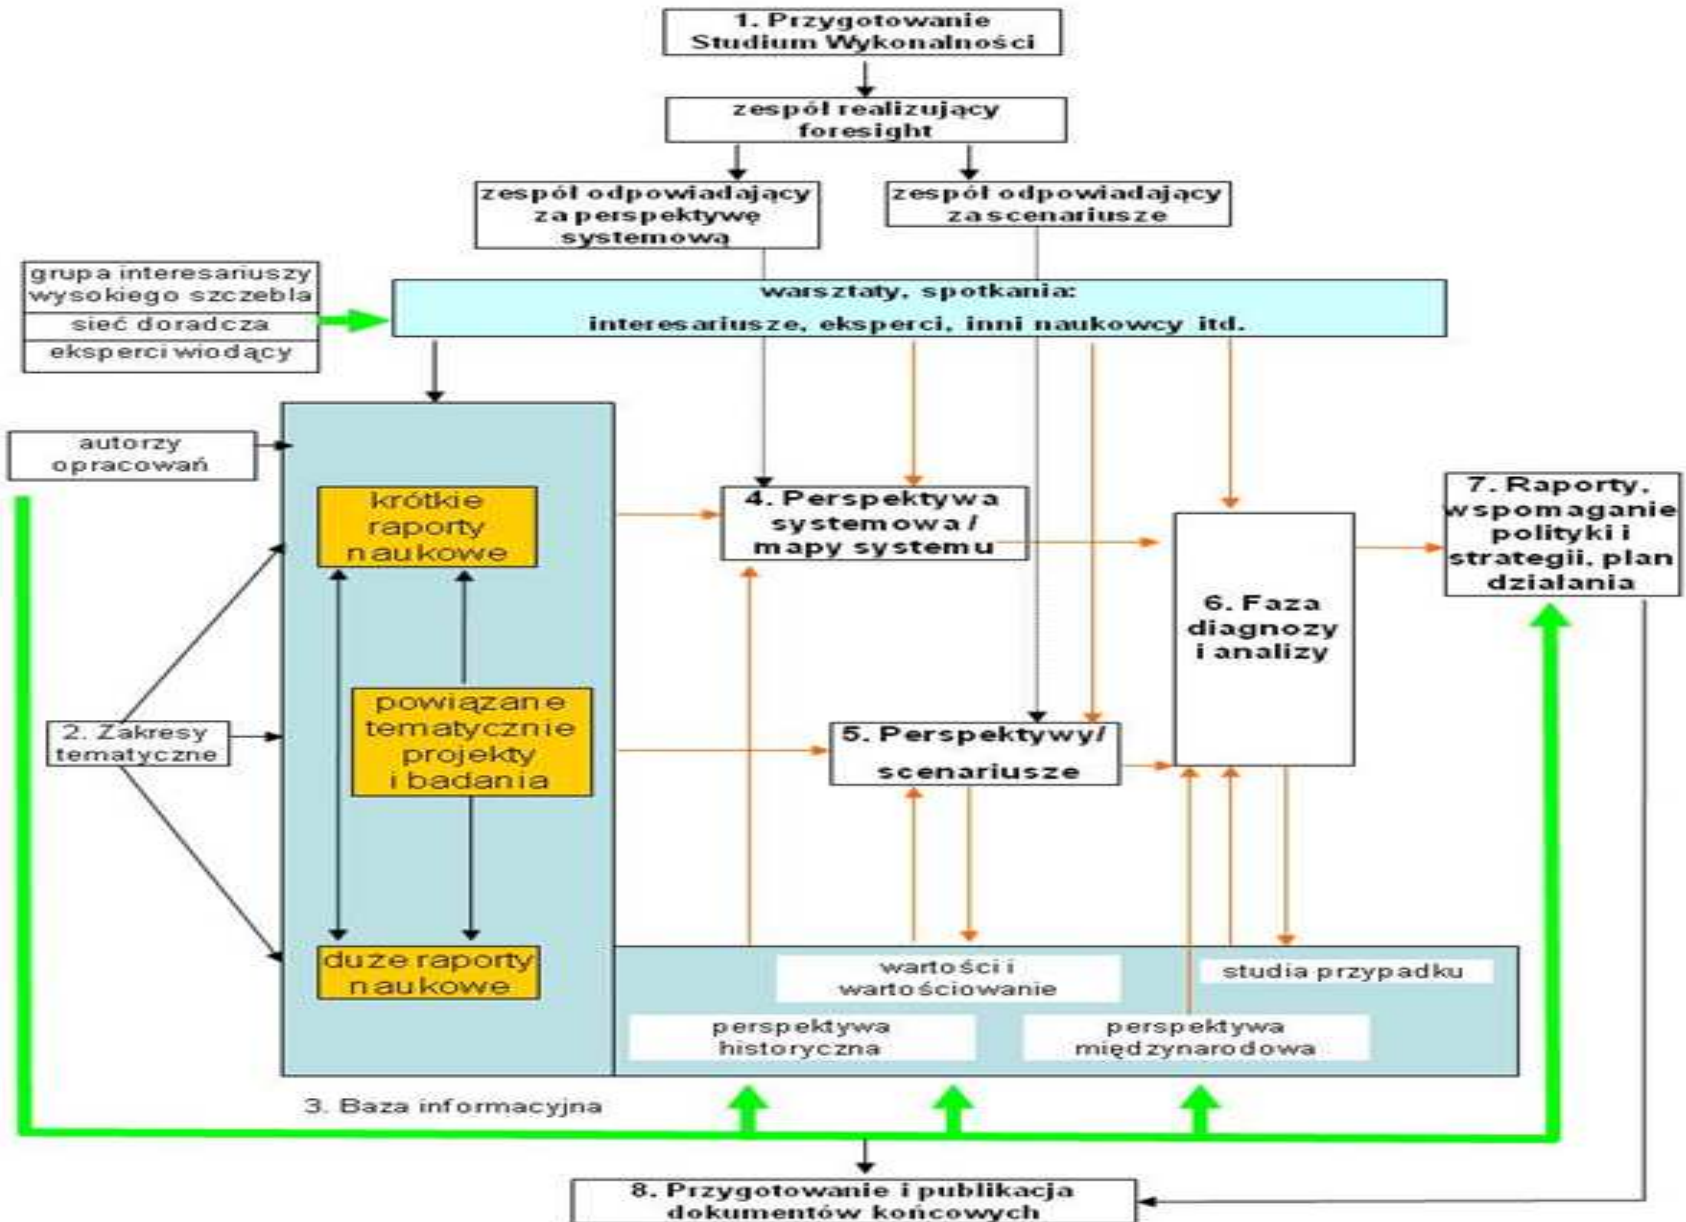 1. Przygotowanie
Studium Wykonalności
zespół realizujący
foresight
zespół odpowiadający
za perspektywę
systemową
zespół odpowiadający
za scenariusze
grupa interesariuszy
wysokiego szczebla
sieć doradcza
eksperci wiodący
warsztaty, spotkania:
interesariusze, eksperci, inni naukowcy itd.
autorzy
opracowań
krótkie
raporty
naukowe
4. Perspektywa
systemowa /
mapy systemu
7. Raporty,
wspomaganie
polityki i
strategii, plan
działania
6. Faza
diagnozy
i analizy
2. Zakresy
tematyczne
powiązane
tematycznie
projekty
i badania
5. Perspektywy/
scenariusze
duże raporty
naukowe
wartości i
wartościowanie
studia przypadku
perspektywa
historyczna
perspektywa
międzynarodowa
3. Baza informacyjna
8. Przygotowanie i publikacja
dokumentów końcowych